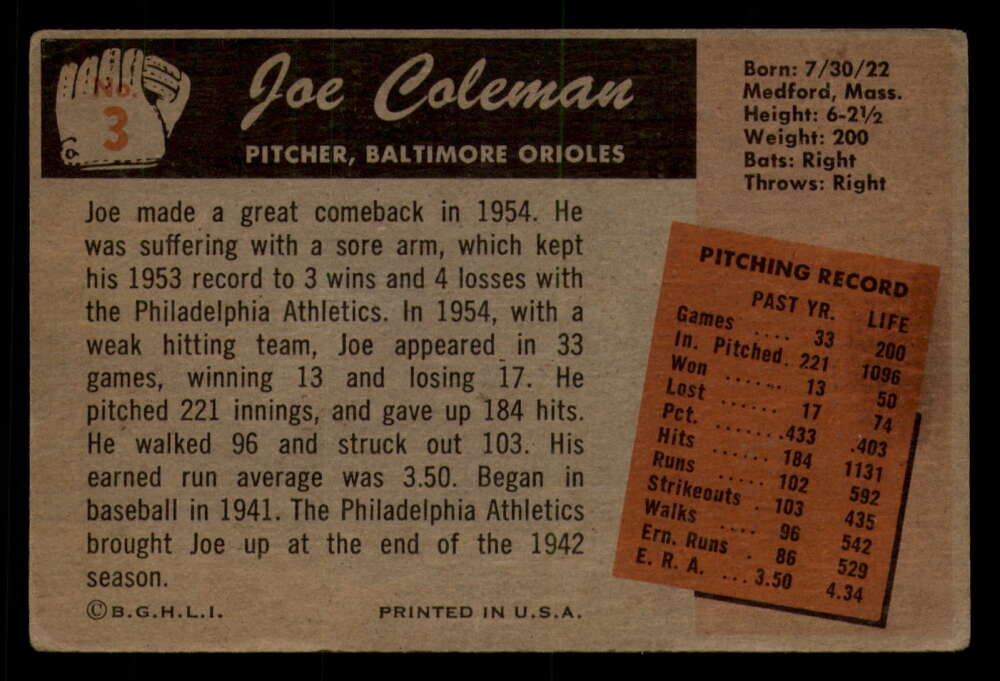 No.
3
Joe Coleman
PITCHER, BALTIMORE ORIOLES
Born: 7/30/22
Medford, Mass.
Height: 6-2½
Weight: 200
Bats: Right
Throws: Right
Joe made a great comeback in 1954. He
was suffering with a sore arm, which kept
his 1953 record to 3 wins and 4 losses with
the Philadelphia Athletics. In 1954, with a
weak hitting team, Joe appeared in 33
games, winning 13 and losing 17. He
pitched 221 innings, and gave up 184 hits.
He walked 96 and struck out 103. His
earned run average was 3.50. Began in
baseball in 1941. The Philadelphia Athletics
brought Joe up at the end of the 1942
season.
©B.G.H.L.I. PRINTED IN U.S.A.
PITCHING RECORD
PAST YR. LIFE
Games .... 33 200
In. Pitched. 221 1096
Won ...... 13 50
Lost ...... 17 74
Pct. .......433 .403
Hits ...... 184 1131
Runs ..... 102 592
Strikeouts . 103 435
Walks .... 96 542
Ern. Runs . 86 529
E. R. A. ... 3.50 4.34